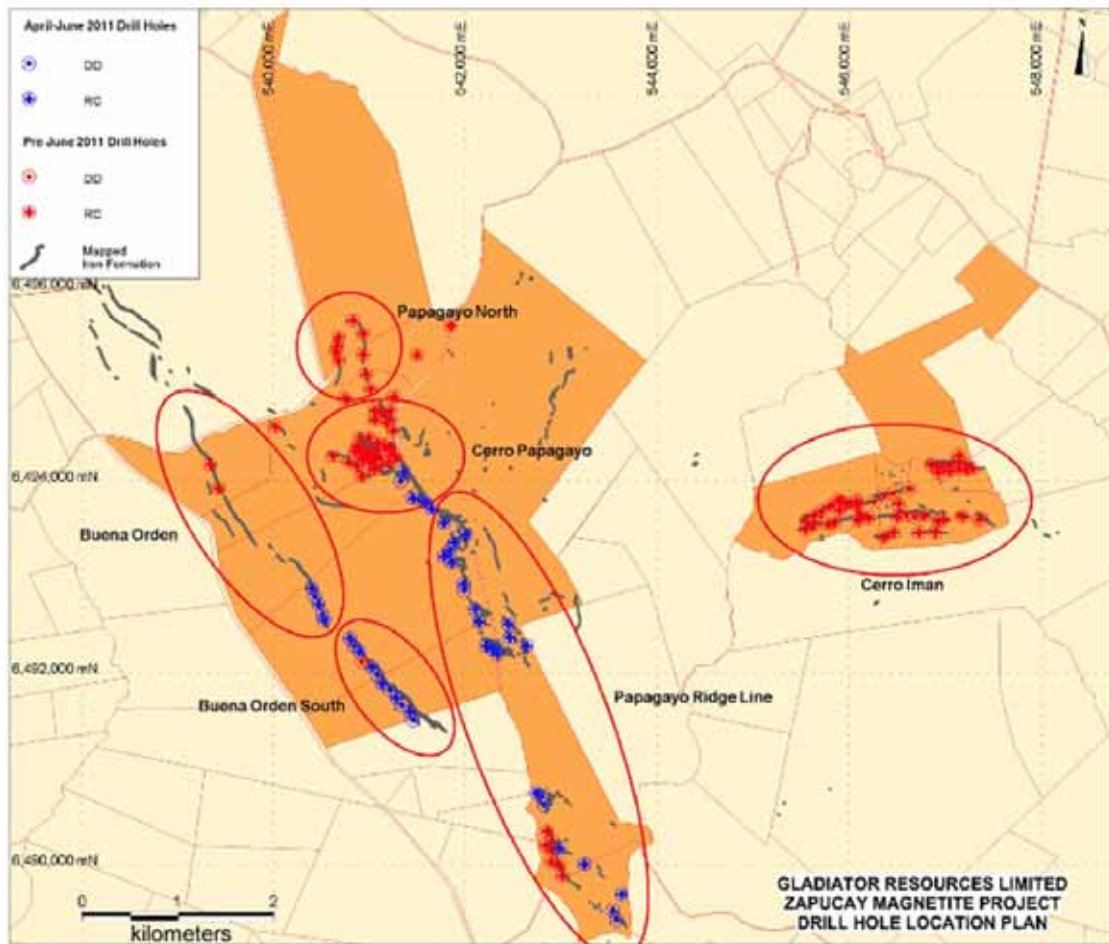 April-June 2011 Drill Holes
DD
RC
Pre June 2011 Drill Holes
DD
RC
Mapped
Iron Formation
540,000 mE
542,000 mE
544,000 mE
546,000 mE
548,000 mE
6,496,000 mN
6,494,000 mN
6,492,000 mN
6,490,000 mN
Papagayo North
Cerro Papagayo
Buena Orden
Cerro Iman
Buena Orden South
Papagayo Ridge Line
0 1 2
kilometers
GLADIATOR RESOURCES LIMITED
ZAPUCAY MAGNETITE PROJECT
DRILL HOLE LOCATION PLAN